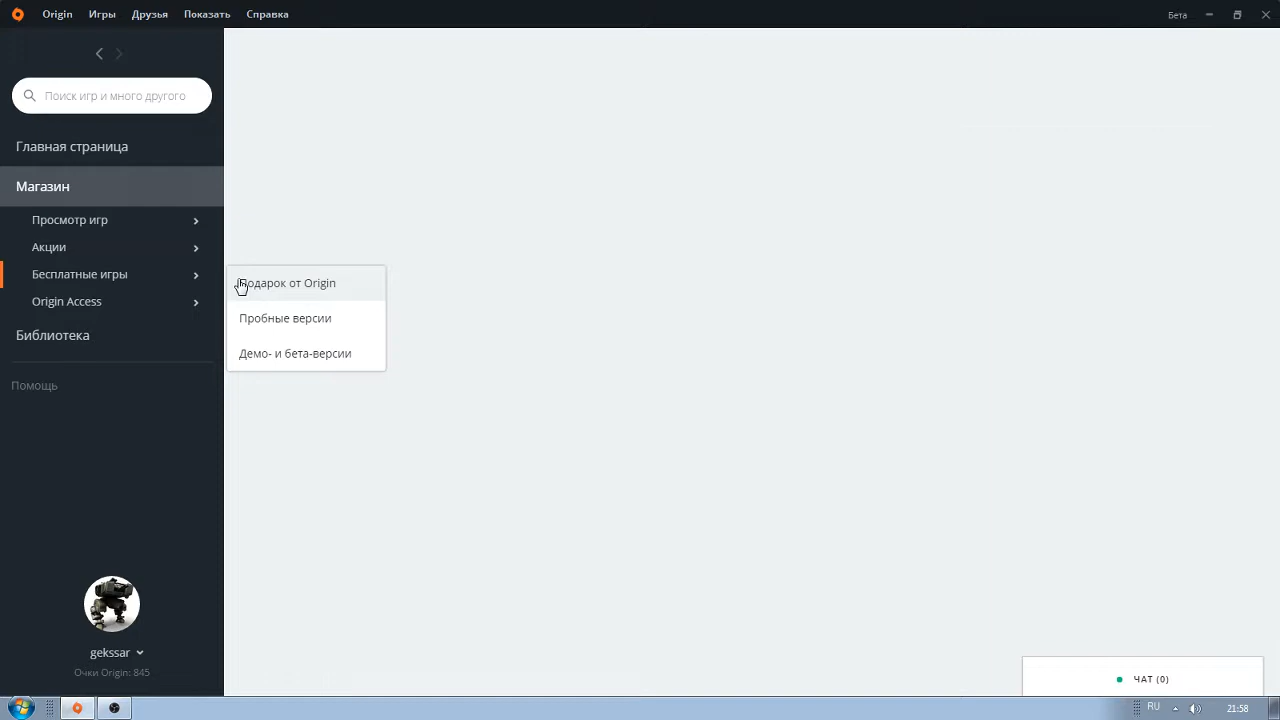 Origin Игры Друзья Показать Справка Бета
Поиск игр и много другого
Главная страница
Магазин
Просмотр игр
Акции
Бесплатные игры
Origin Access
Библиотека
Помощь
Подарок от Origin
Пробные версии
Демо- и бета-версии
gekssar
Очки Origin: 845
ЧАТ (0)
RU 21:58